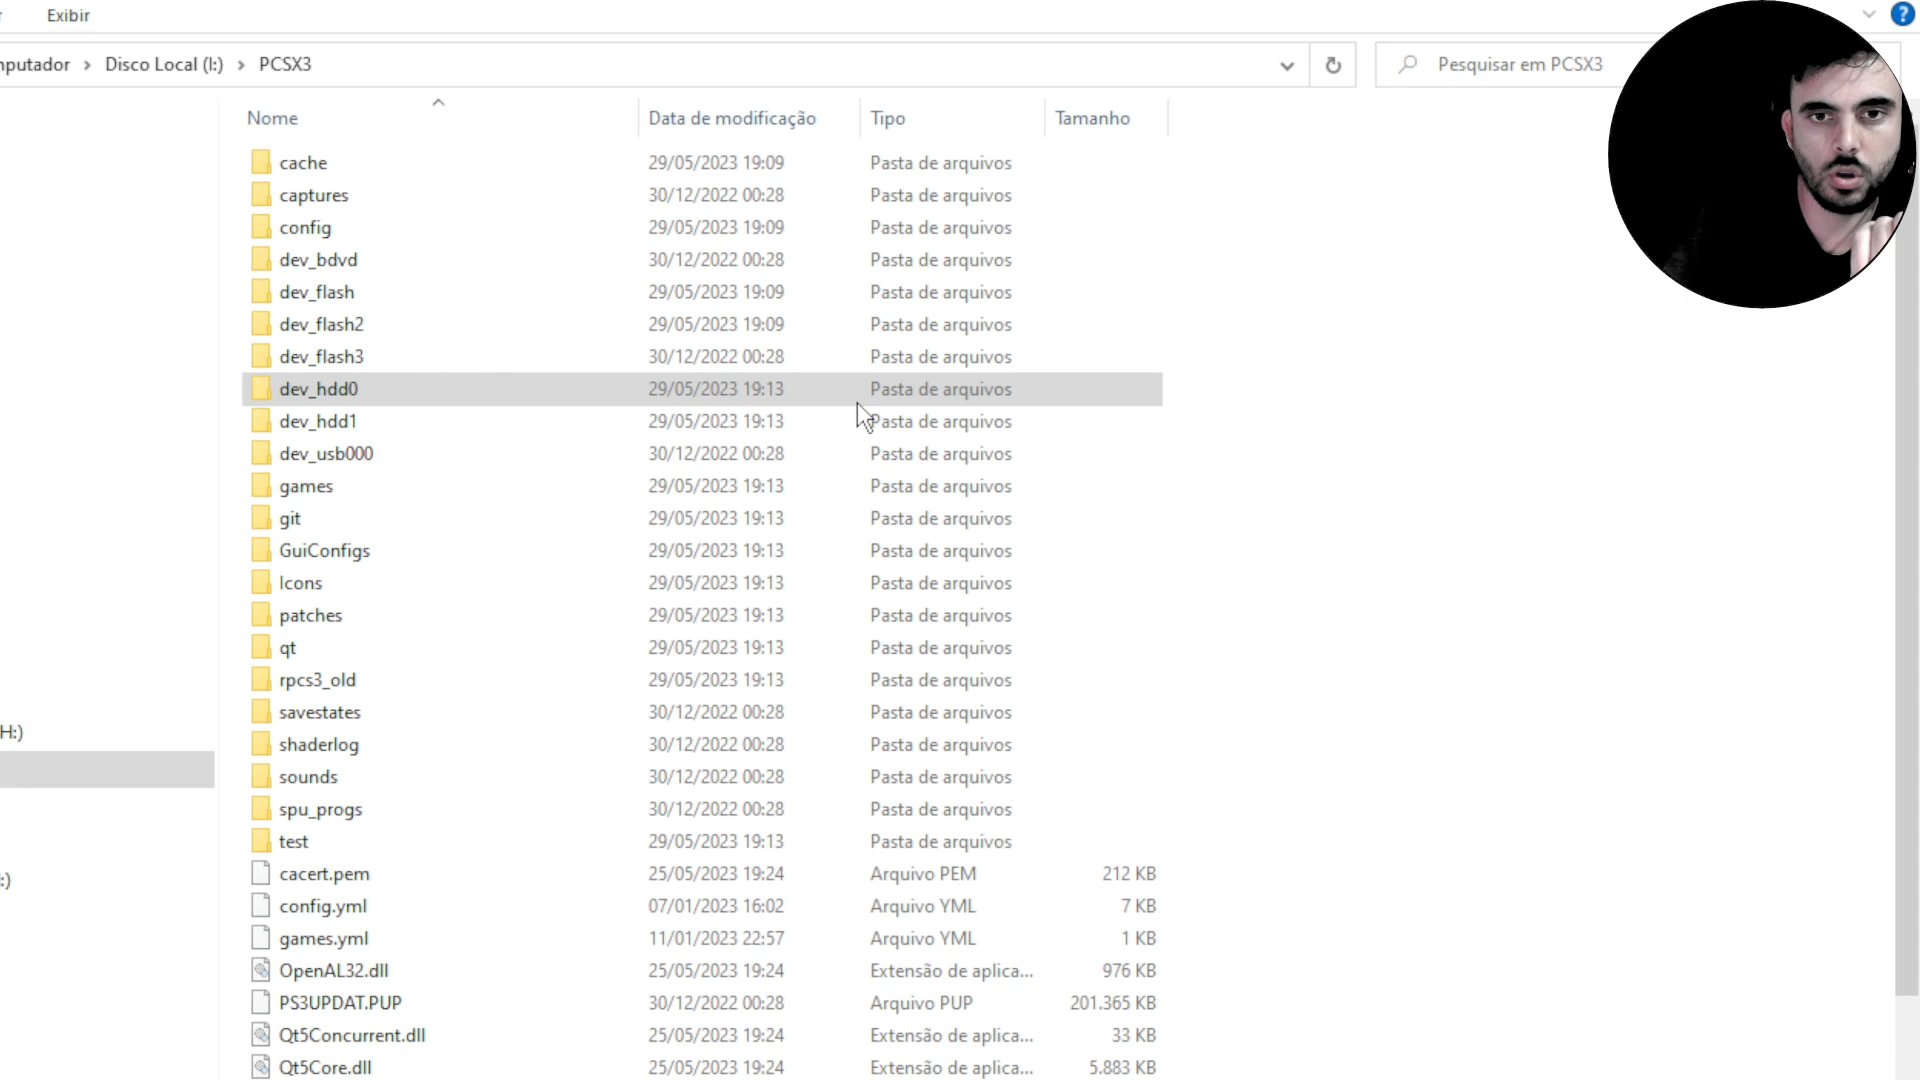 Exibir
mputador > Disco Local (I:) > PCSX3
Pesquisar em PCSX3
Nome Data de modificação Tipo Tamanho
cache 29/05/2023 19:09 Pasta de arquivos
captures 30/12/2022 00:28 Pasta de arquivos
config 29/05/2023 19:09 Pasta de arquivos
dev_bdvd 30/12/2022 00:28 Pasta de arquivos
dev_flash 29/05/2023 19:09 Pasta de arquivos
dev_flash2 29/05/2023 19:09 Pasta de arquivos
dev_flash3 30/12/2022 00:28 Pasta de arquivos
dev_hdd0 29/05/2023 19:13 Pasta de arquivos
dev_hdd1 29/05/2023 19:13 Pasta de arquivos
dev_usb000 30/12/2022 00:28 Pasta de arquivos
games 29/05/2023 19:13 Pasta de arquivos
git 29/05/2023 19:13 Pasta de arquivos
GuiConfigs 29/05/2023 19:13 Pasta de arquivos
Icons 29/05/2023 19:13 Pasta de arquivos
patches 29/05/2023 19:13 Pasta de arquivos
qt 29/05/2023 19:13 Pasta de arquivos
rpcs3_old 29/05/2023 19:13 Pasta de arquivos
savestates 30/12/2022 00:28 Pasta de arquivos
H:)
shaderlog 30/12/2022 00:28 Pasta de arquivos
sounds 30/12/2022 00:28 Pasta de arquivos
spu_progs 30/12/2022 00:28 Pasta de arquivos
test 29/05/2023 19:13 Pasta de arquivos
cacert.pem 25/05/2023 19:24 Arquivo PEM 212 KB
:)
config.yml 07/01/2023 16:02 Arquivo YML 7 KB
games.yml 11/01/2023 22:57 Arquivo YML 1 KB
OpenAL32.dll 25/05/2023 19:24 Extensão de aplica... 976 KB
PS3UPDAT.PUP 30/12/2022 00:28 Arquivo PUP 201.365 KB
Qt5Concurrent.dll 25/05/2023 19:24 Extensão de aplica... 33 KB
Qt5Core.dll 25/05/2023 19:24 Extensão de aplica... 5.883 KB